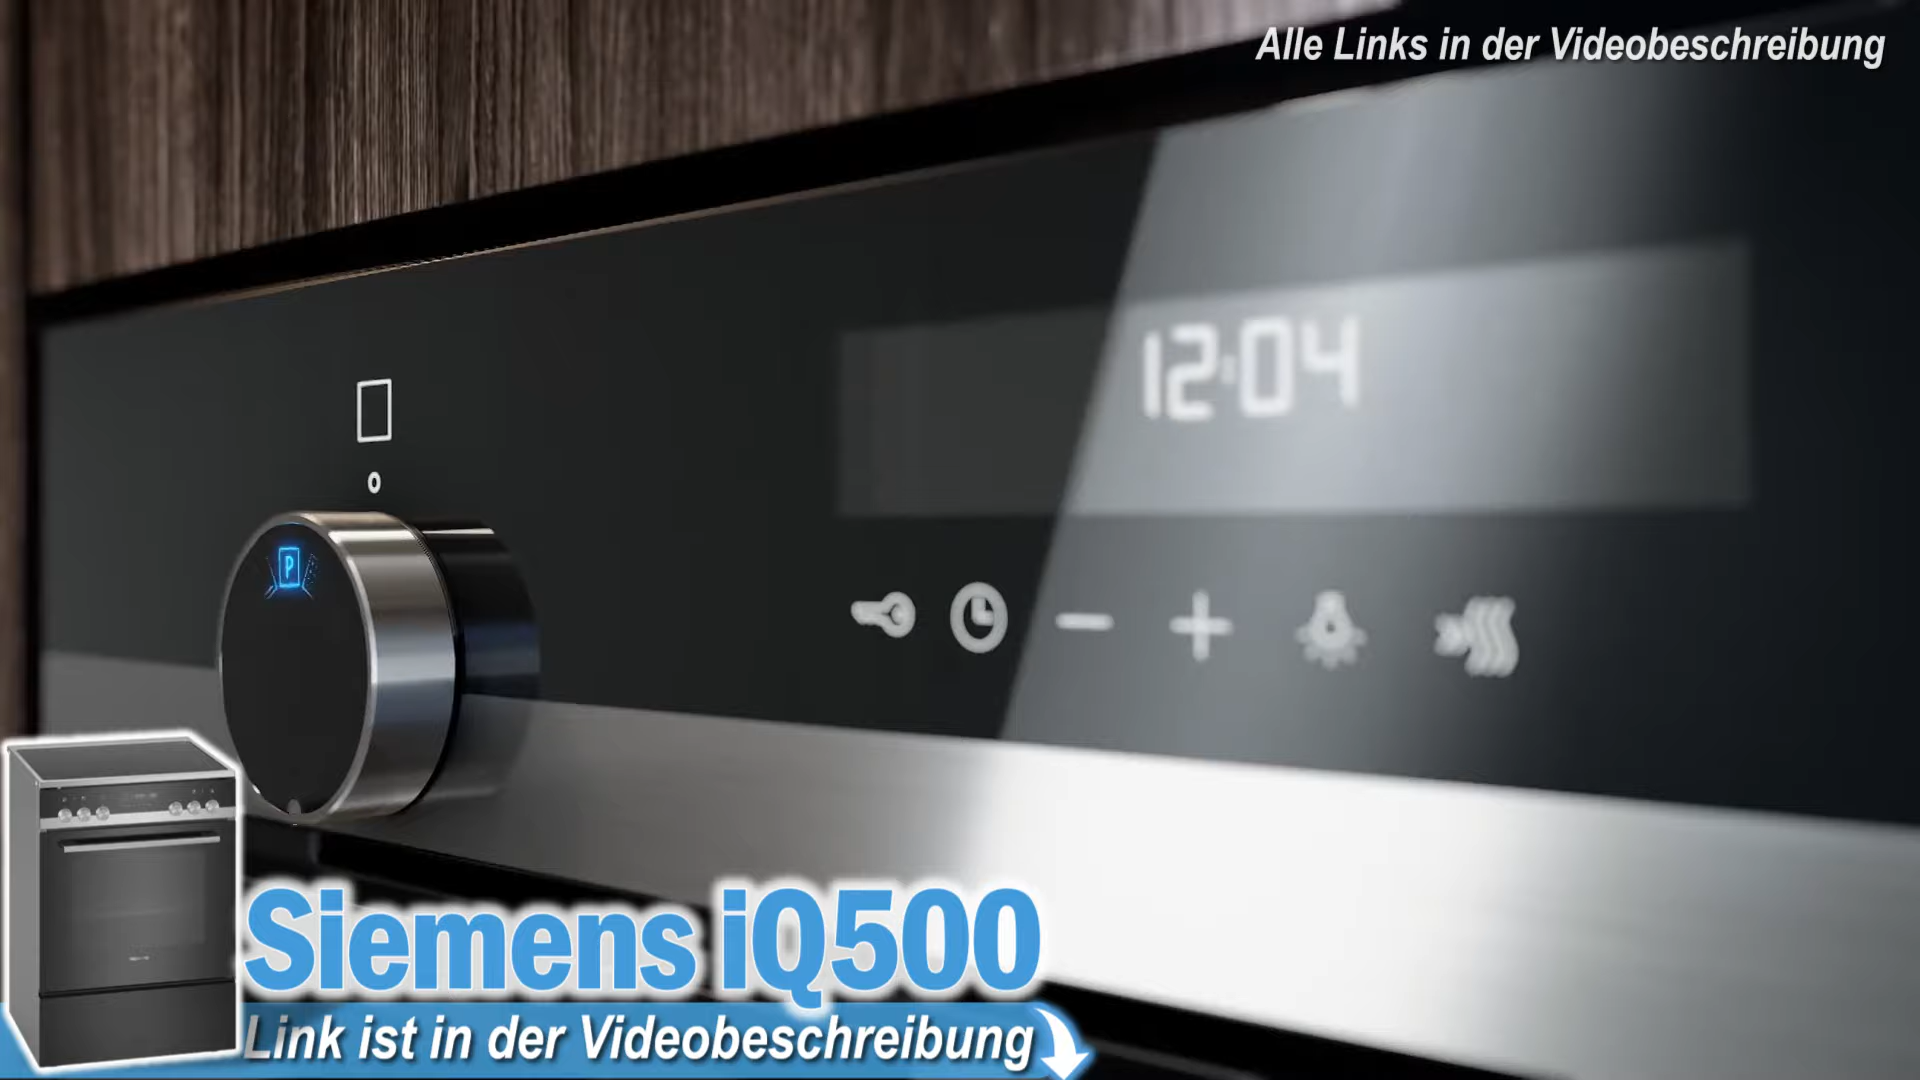 Alle Links in der Videobeschreibung
12:04
P
Siemens iQ500
Link ist in der Videobeschreibung